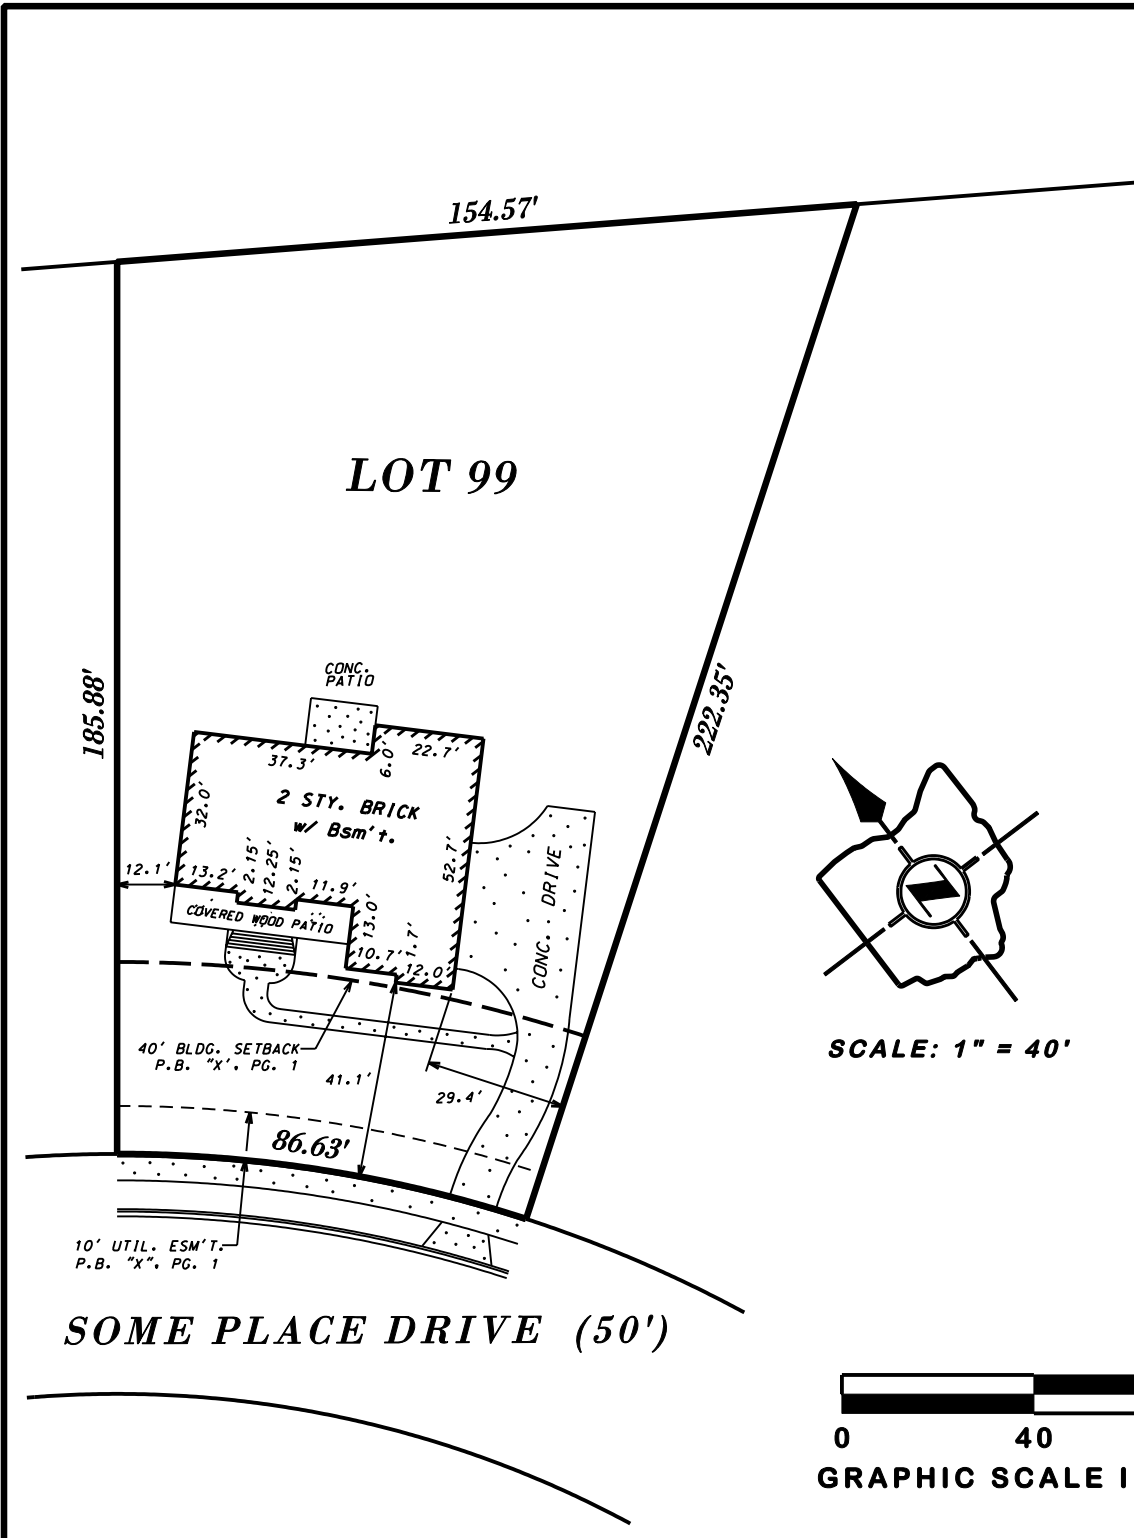 154.57'
LOT 99
185.88'
222.35'
CONC.
PATIO
37.3'
6.0'
22.7'
32.0'
2 STY. BRICK
w/ Bsm't.
52.7'
12.1'
13.2'
2.15'
12.25'
2.15'
11.9'
13.0'
COVERED WOOD PATIO
10.7'
1.7'
12.0'
CONC. DRIVE
40' BLDG. SETBACK
P.B. "X', PG. 1
41.1'
29.4'
86.63'
10' UTIL. ESM'T.
P.B. "X", PG. 1
SOME PLACE DRIVE (50')
SCALE: 1" = 40'
0 40
GRAPHIC SCALE I